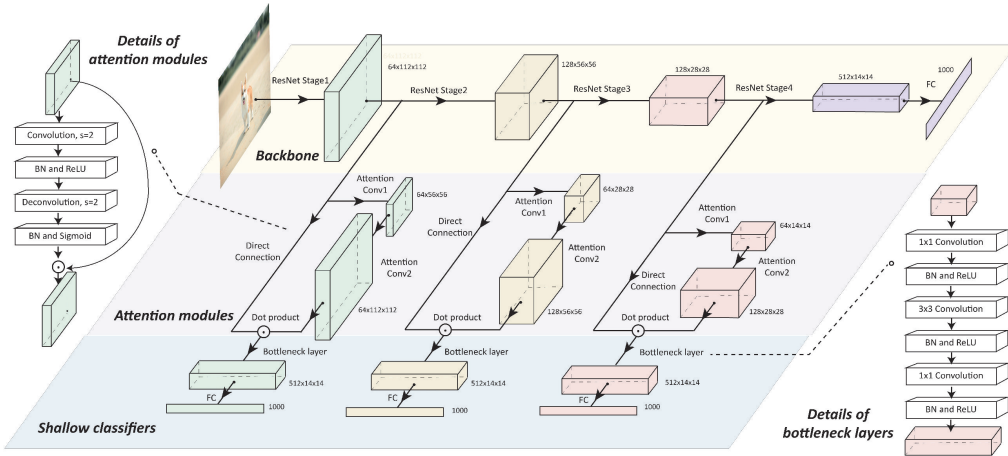 Details of
attention modules
Convolution, s=2
BN and ReLU
Deconvolution, s=2
BN and Sigmoid
ResNet Stage1
64x112x112
ResNet Stage2
128x56x56
ResNet Stage3
128x28x28
ResNet Stage4
512x14x14
FC
1000
Backbone
Attention
Conv1
64x56x56
Direct
Connection
Attention
Conv2
64x112x112
Dot product
Attention
Conv1
64x28x28
Direct
Connection
Attention
Conv2
128x56x56
Dot product
Attention
Conv1
64x14x14
Direct
Connection
Attention
Conv2
128x28x28
Dot product
Attention modules
Bottleneck layer
512x14x14
FC
1000
Bottleneck layer
512x14x14
FC
1000
Bottleneck layer
512x14x14
FC
1000
Shallow classifiers
1x1 Convolution
BN and ReLU
3x3 Convolution
BN and ReLU
1x1 Convolution
BN and ReLU
Details of
bottleneck layers